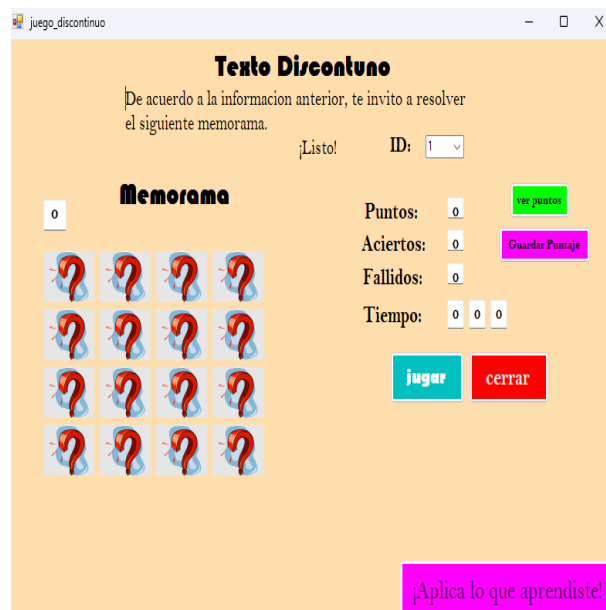 juego_discontinuo
Texto Discontuno
De acuerdo a la informacion anterior, te invito a resolver
el siguiente memorama.
¡Listo!
ID: 1
Memorama
0
Puntos: 0
ver puntos
Aciertos: 0
Guardar Puntaje
Fallidos: 0
Tiempo: 0 0 0
jugar
cerrar
¡Aplica lo que aprendiste!